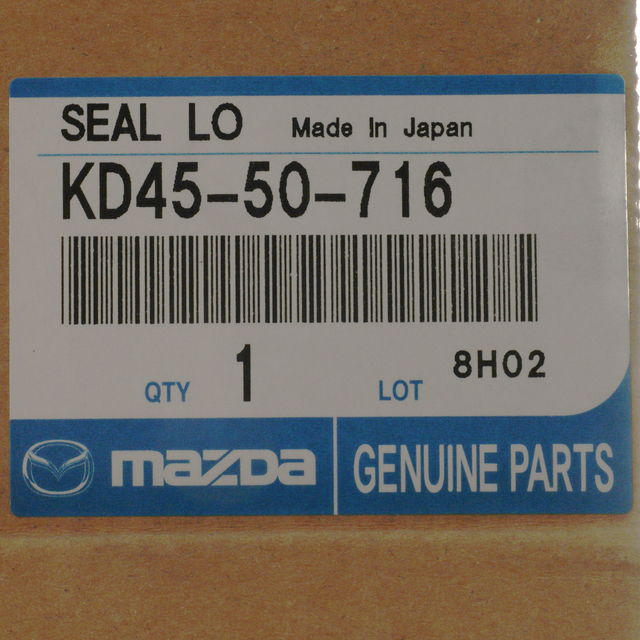 SEAL LO Made In Japan
KD45-50-716
QTY 1 LOT 8H02
mazda GENUINE PARTS